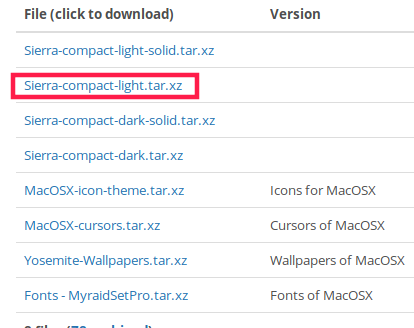 File (click to download) Version
Sierra-compact-light-solid.tar.xz
Sierra-compact-light.tar.xz
Sierra-compact-dark-solid.tar.xz
Sierra-compact-dark.tar.xz
MacOSX-icon-theme.tar.xz Icons for MacOSX
MacOSX-cursors.tar.xz Cursors of MacOSX
Yosemite-Wallpapers.tar.xz Wallpapers of MacOSX
Fonts - MyraidSetPro.tar.xz Fonts of MacOSX